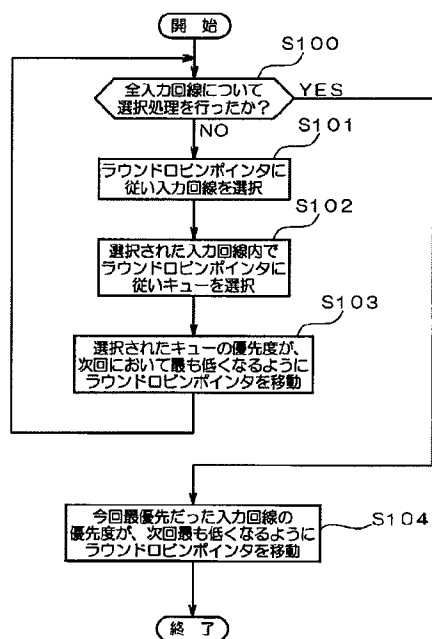 開 始
S100
全入力回線について
選択処理を行ったか?
YES
NO
S101
ラウンドロビンポインタに
従い入力回線を選択
S102
選択された入力回線内で
ラウンドロビンポインタに
従いキューを選択
S103
選択されたキューの優先度が、
次回において最も低くなるように
ラウンドロビンポインタを移動
今回最優先だった入力回線の
優先度が、次回最も低くなるように
ラウンドロビンポインタを移動
S104
終 了